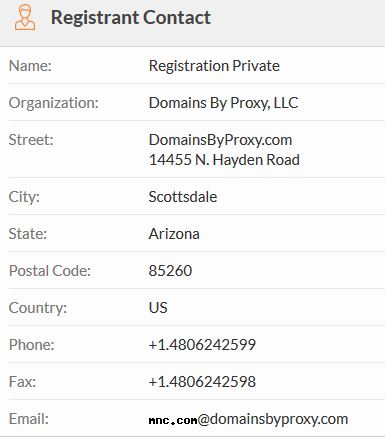 Registrant Contact
Name: Registration Private
Organization: Domains By Proxy, LLC
Street: DomainsByProxy.com
14455 N. Hayden Road
City: Scottsdale
State: Arizona
Postal Code: 85260
Country: US
Phone: +1.4806242599
Fax: +1.4806242598
Email: mnc.com@domainsbyproxy.com